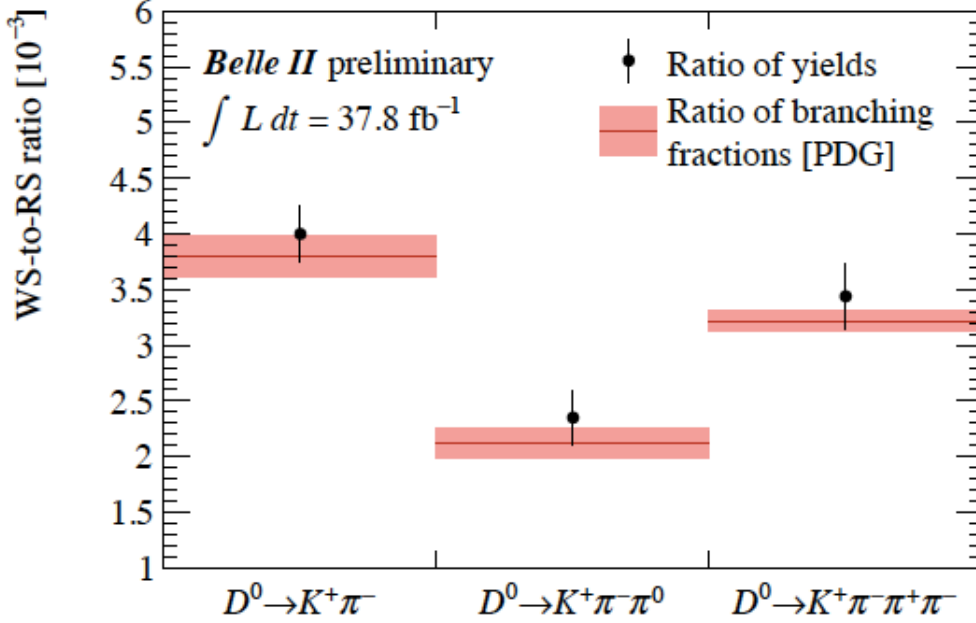 WS-to-RS ratio [10⁻³]
6
5.5
5
4.5
4
3.5
3
2.5
2
1.5
1
Belle II preliminary
∫ L dt = 37.8 fb⁻¹
Ratio of yields
Ratio of branching
fractions [PDG]
D⁰→K⁺π⁻
D⁰→K⁺π⁻π⁰
D⁰→K⁺π⁻π⁺π⁻